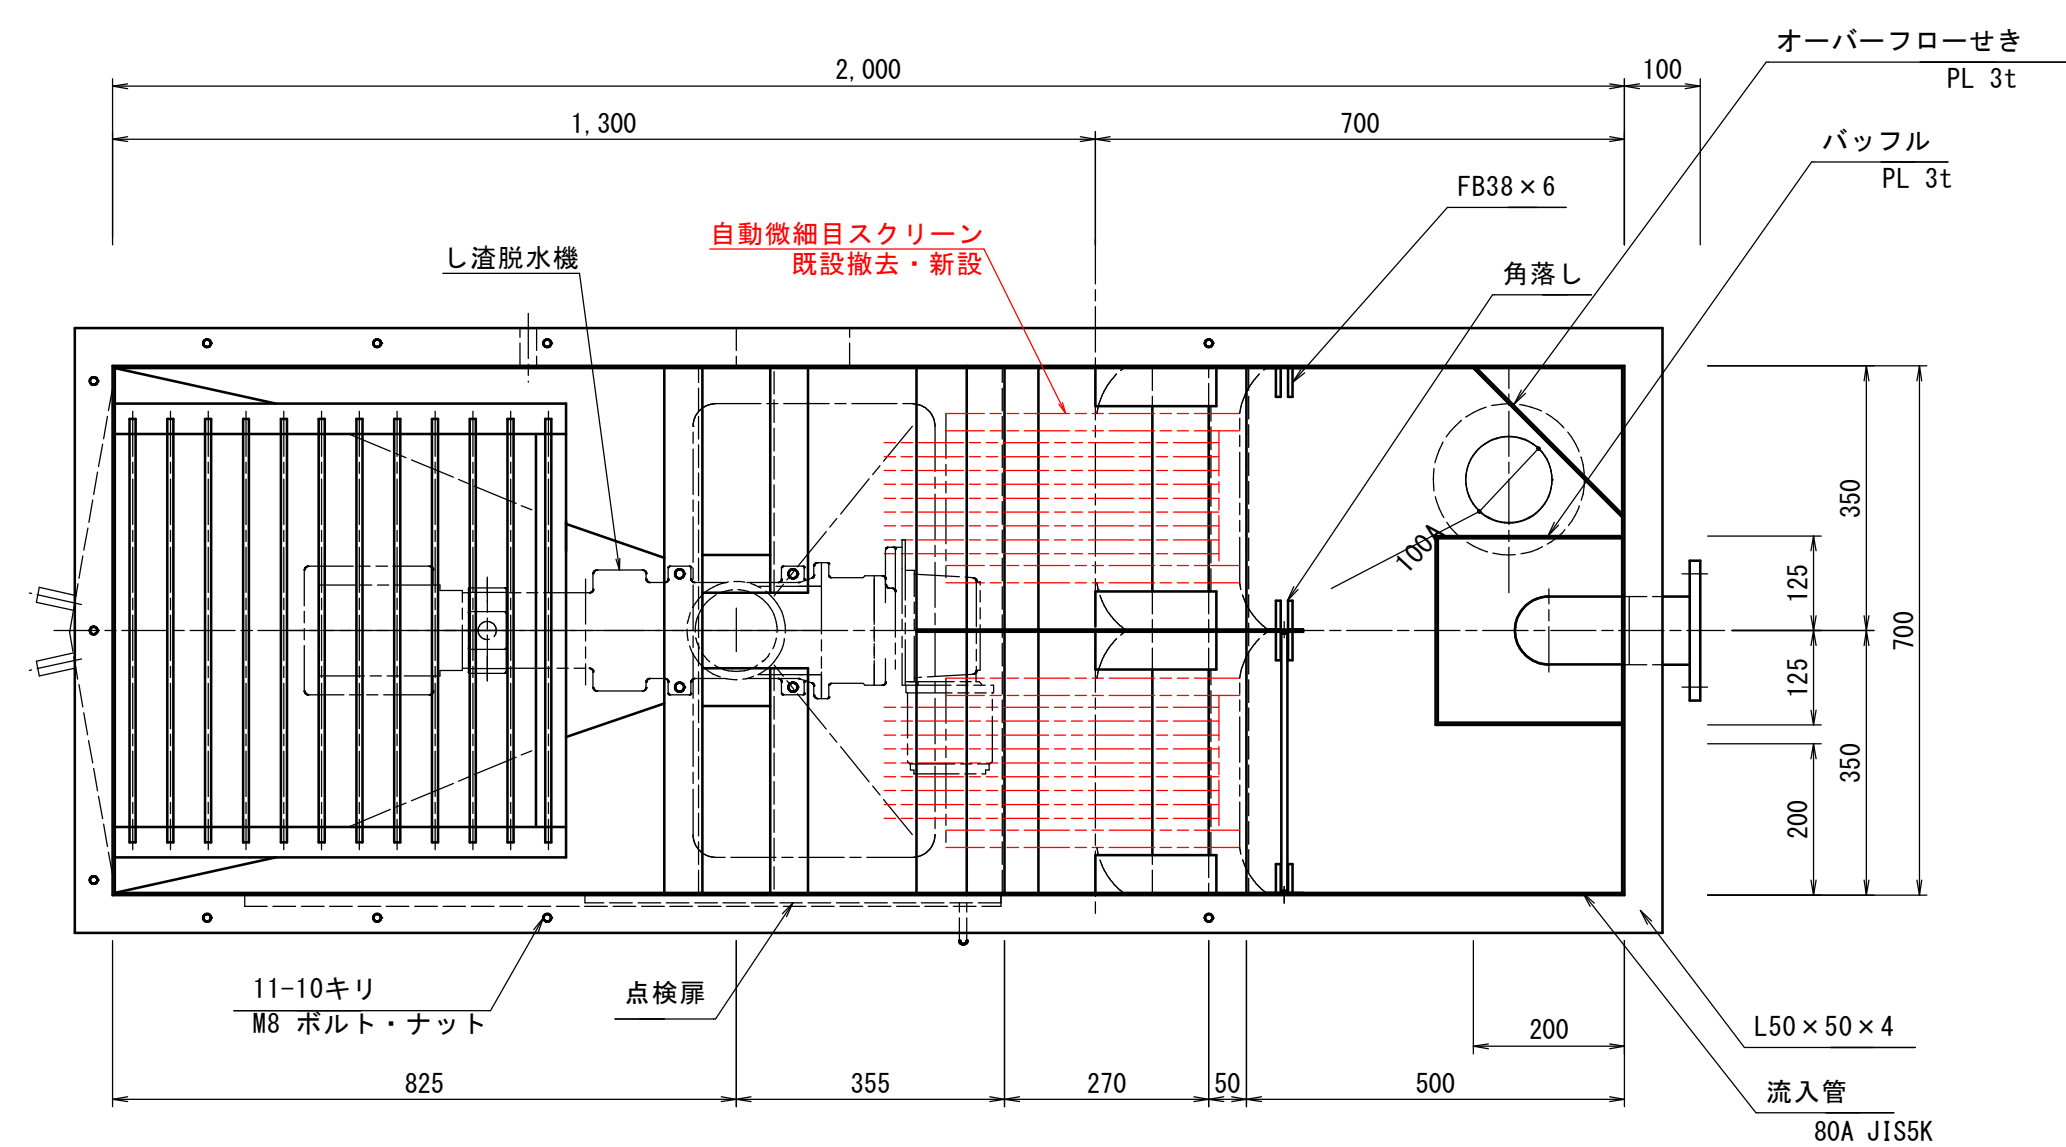 オーバーフローせき
PL 3t
2,000
100
1,300
700
バッフル
PL 3t
FB38×6
自動微細目スクリーン
既設撤去・新設
し渣脱水機
角落し
100A
350
125
700
125
350
200
11-10キリ
M8 ボルト・ナット
点検扉
200
L50×50×4
825
355
270
50
500
流入管
80A JIS5K